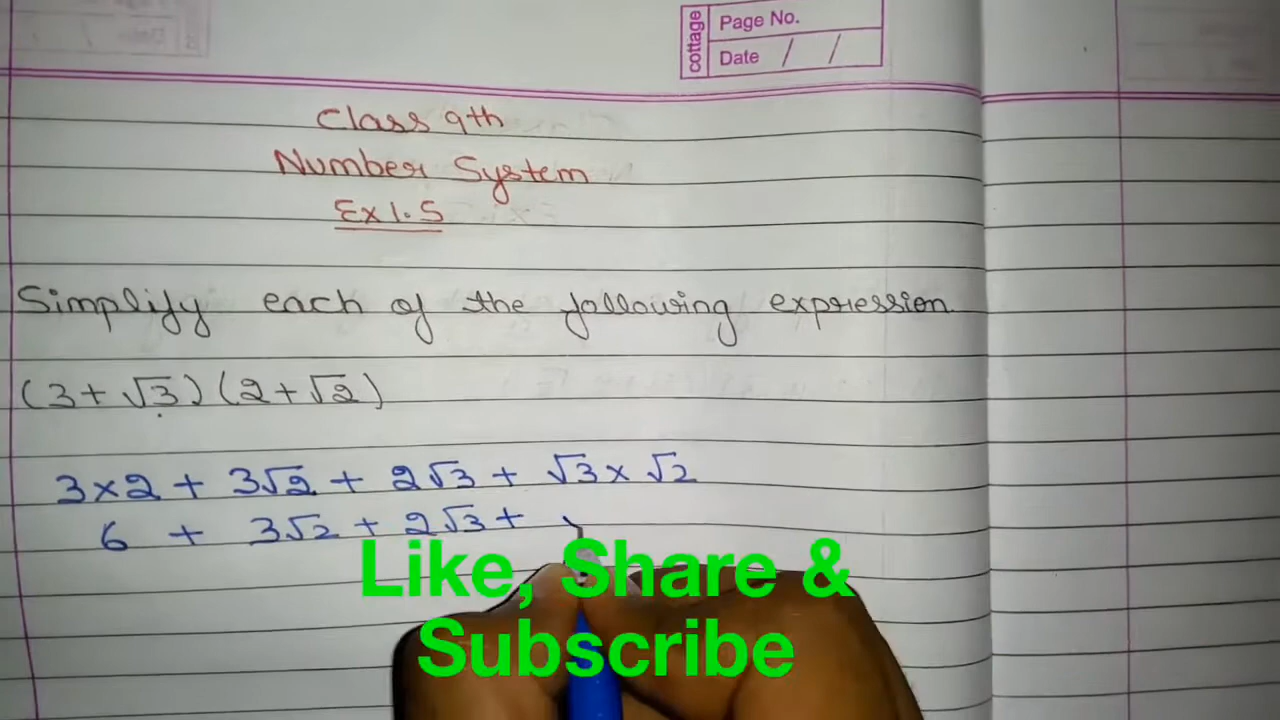 cottage
Page No.
Date / /
Class 9th
Number System
Ex 1.5
Simplify each of the following expression.
(3+√3)(2+√2)
3×2 + 3√2 + 2√3 + √3×√2
6 + 3√2 + 2√3 +
Like, Share &
Subscribe